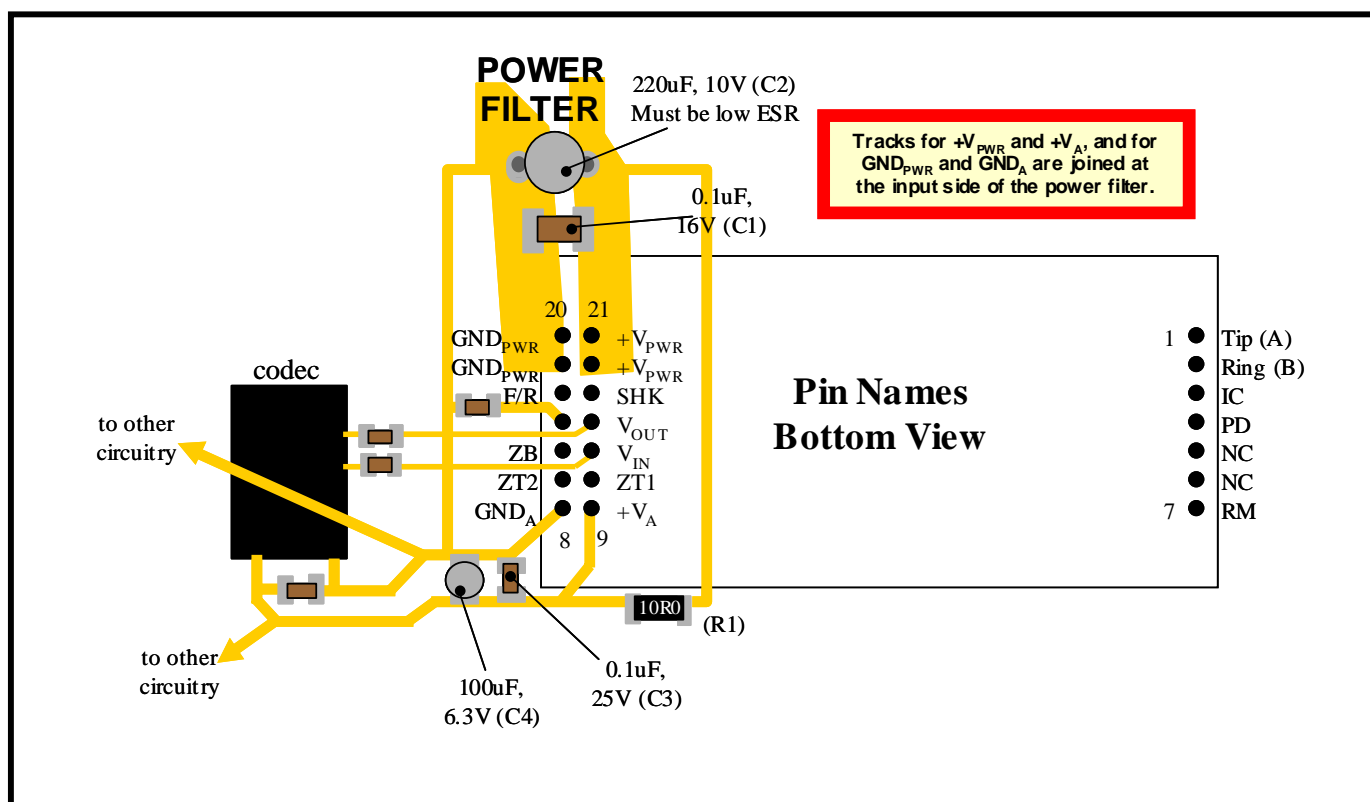 POWER
FILTER
220uF, 10V (C2)
Must be low ESR
Tracks for +VPWR and +VA, and for
GNDPWR and GNDA are joined at
the input side of the power filter.
0.1uF,
16V (C1)
20 21
GNDPWR +VPWR 1 Tip (A)
GNDPWR +VPWR Ring (B)
F/R SHK IC
VOUT PD
ZB VIN NC
ZT2 ZT1 NC
GNDA +VA 7 RM
8 9
Pin Names
Bottom View
codec
to other
circuitry
10R0
(R1)
to other
circuitry
100uF,
6.3V (C4)
0.1uF,
25V (C3)